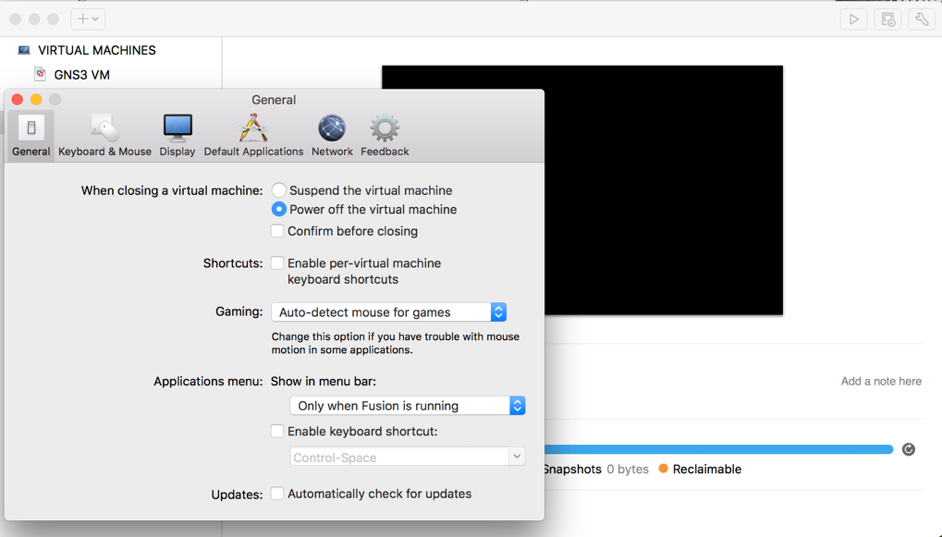 VIRTUAL MACHINES
GNS3 VM
General
General Keyboard & Mouse Display Default Applications Network Feedback
When closing a virtual machine: Suspend the virtual machine
Power off the virtual machine
Confirm before closing
Shortcuts: Enable per-virtual machine
keyboard shortcuts
Gaming: Auto-detect mouse for games
Change this option if you have trouble with mouse
motion in some applications.
Applications menu: Show in menu bar:
Only when Fusion is running
Enable keyboard shortcut:
Control-Space
Updates: Automatically check for updates
Add a note here
Snapshots 0 bytes Reclaimable